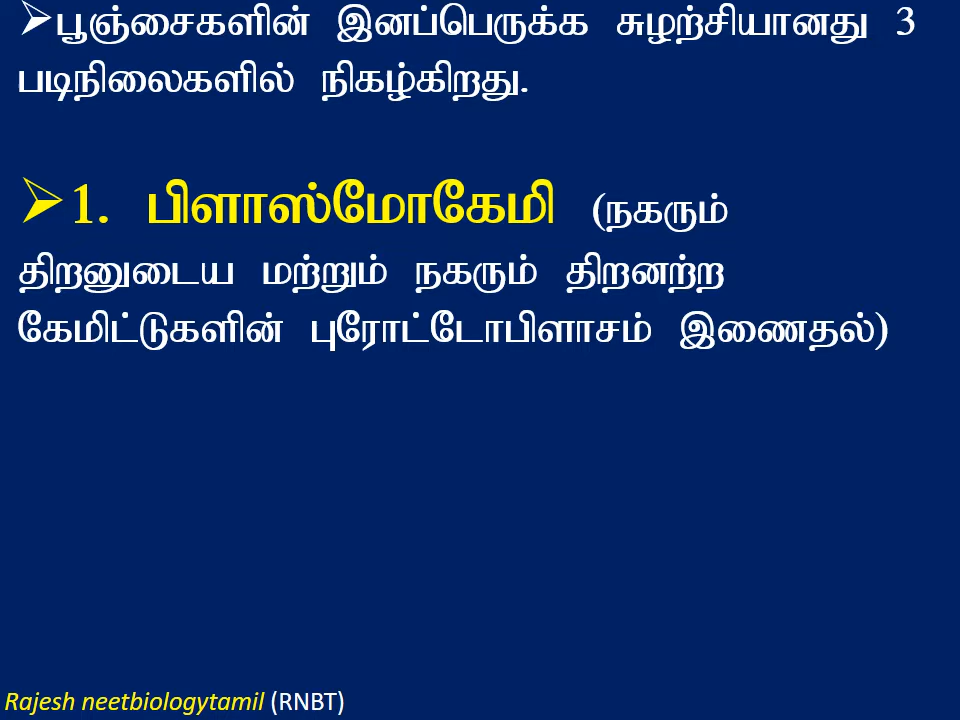 ➢பூஞ்சைகளின் இனப்பெருக்க சுழற்சியானது 3
படிநிலைகளில் நிகழ்கிறது.
➢1. பிளாஸ்மோகேமி (நகரும்
திறனுடைய மற்றும் நகரும் திறனற்ற
கேமிட்டுகளின் புரோட்டோபிளாசம் இணைதல்)
Rajesh neetbiologytamil (RNBT)